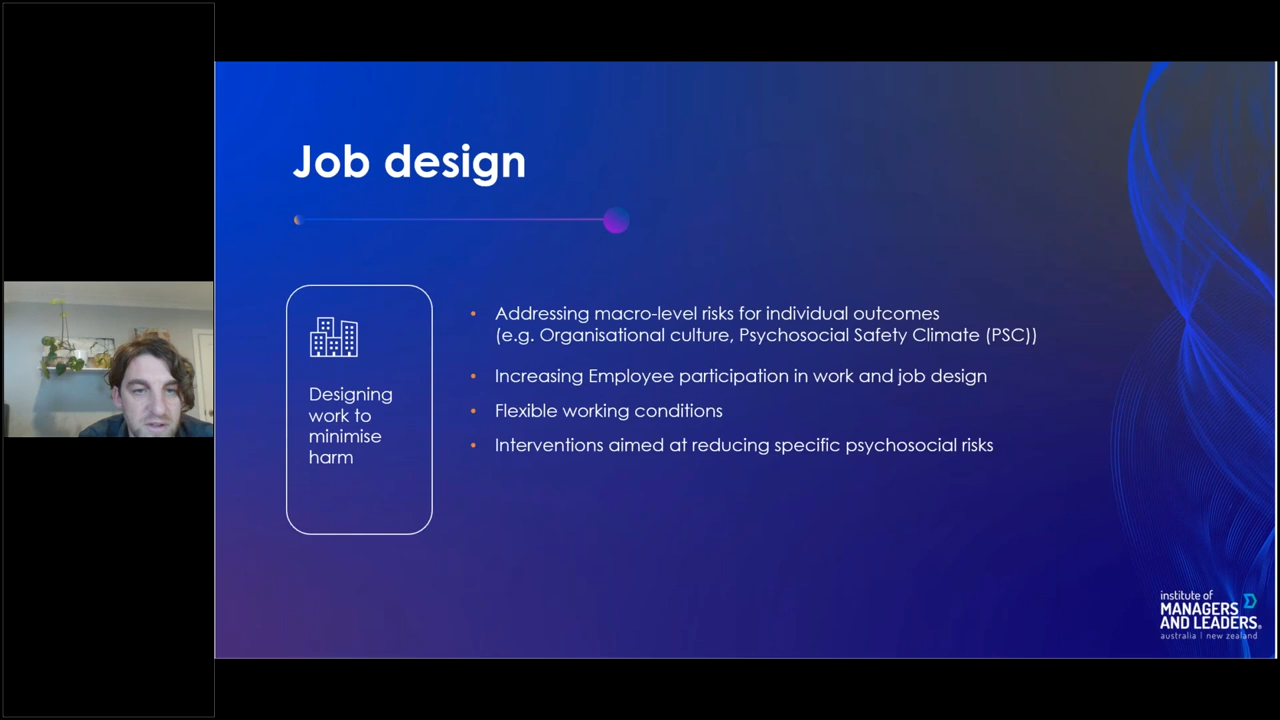 Job design
Designing
work to
minimise
harm
• Addressing macro-level risks for individual outcomes
(e.g. Organisational culture, Psychosocial Safety Climate (PSC))
• Increasing Employee participation in work and job design
• Flexible working conditions
• Interventions aimed at reducing specific psychosocial risks
institute of
MANAGERS
AND LEADERS®
australia | new zealand